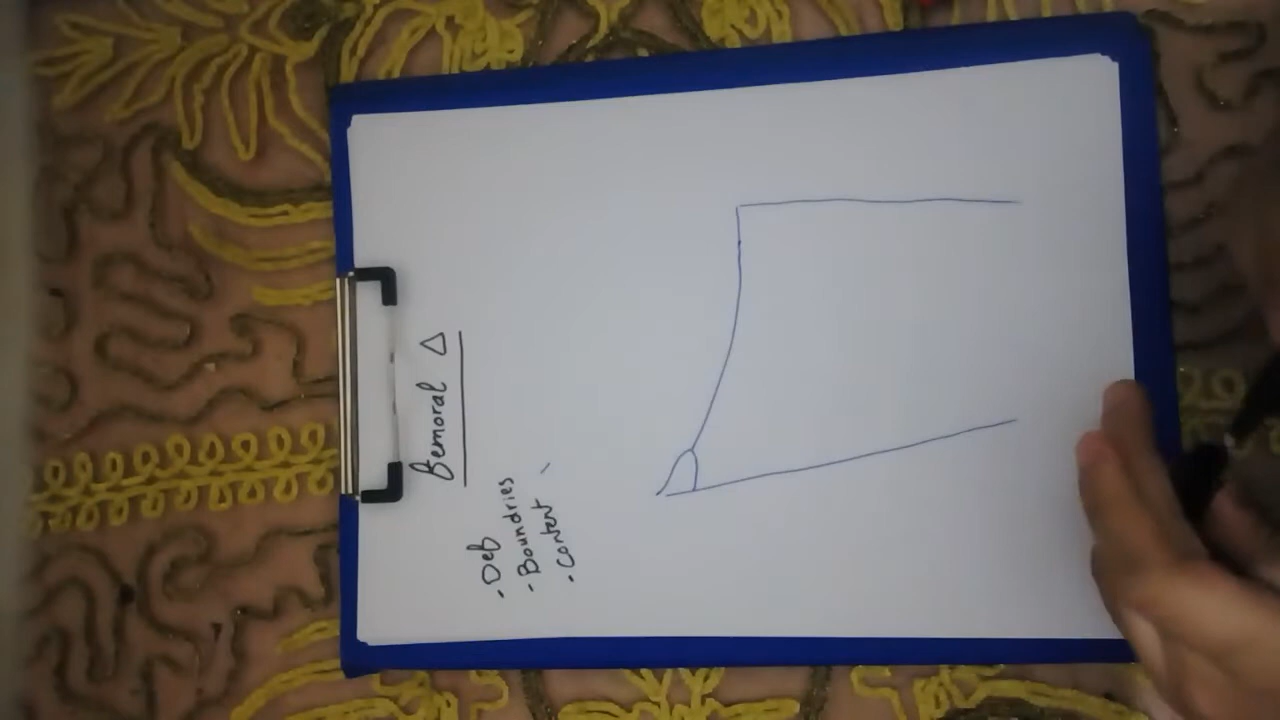 Femoral Δ
- Def
- Boundries
- Content